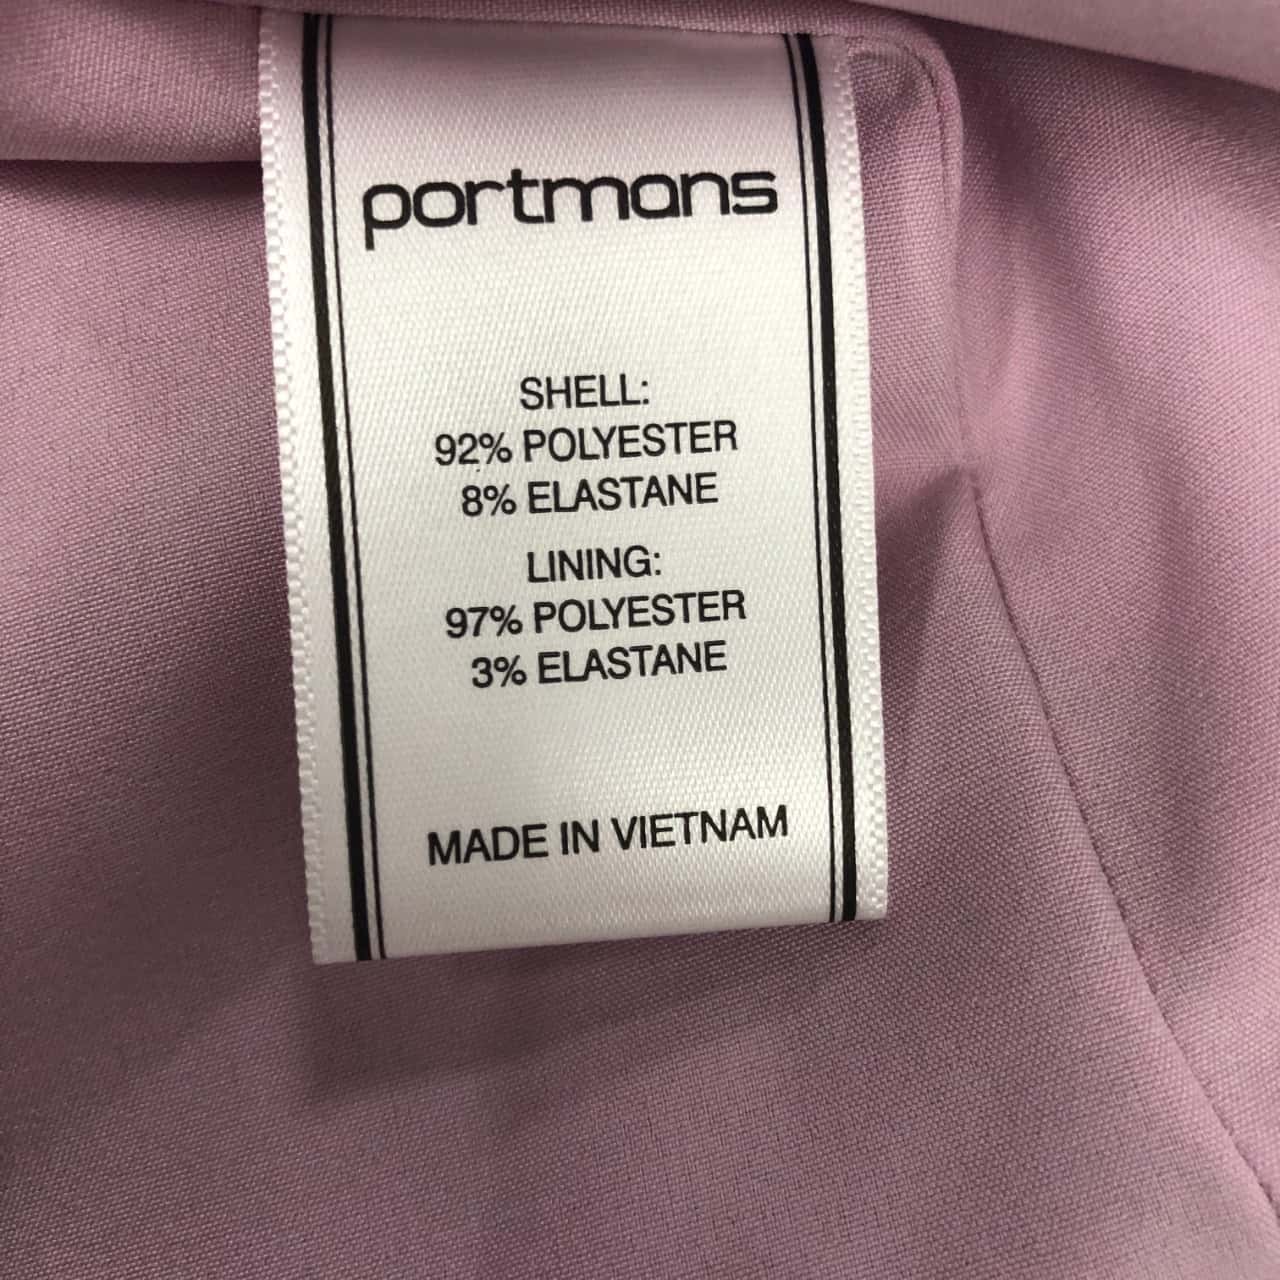 portmans
SHELL:
92% POLYESTER
8% ELASTANE
LINING:
97% POLYESTER
3% ELASTANE
MADE IN VIETNAM